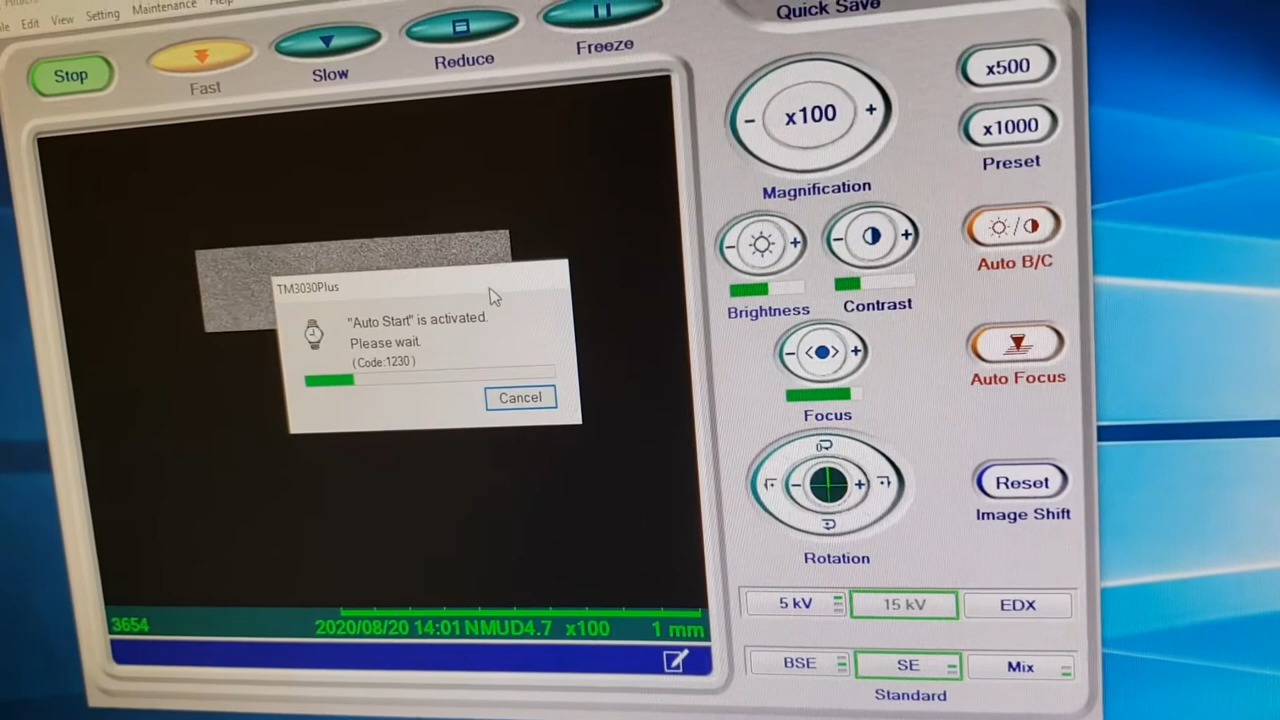 Edit View Setting Maintenance Help
Quick Save
Stop
Fast
Slow
Reduce
Freeze
x500
x100
x1000
Preset
Magnification
Auto B/C
Brightness
Contrast
TM3030Plus
"Auto Start" is activated.
Please wait.
(Code:1230 )
Cancel
Auto Focus
Focus
Reset
Image Shift
Rotation
5 kV
15 kV
EDX
3654
2020/08/20 14:01 NMUD4.7 x100 1 mm
BSE
SE
Mix
Standard